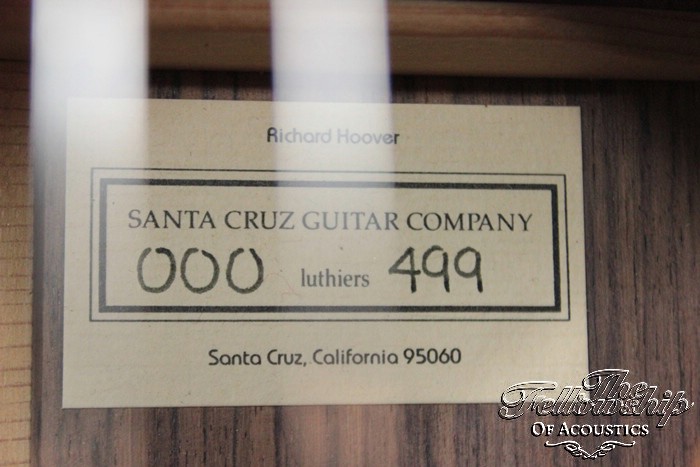 Richard Hoover
SANTA CRUZ GUITAR COMPANY
000 luthiers 499
Santa Cruz, California 95060
The
Fellowship
OF ACOUSTICS